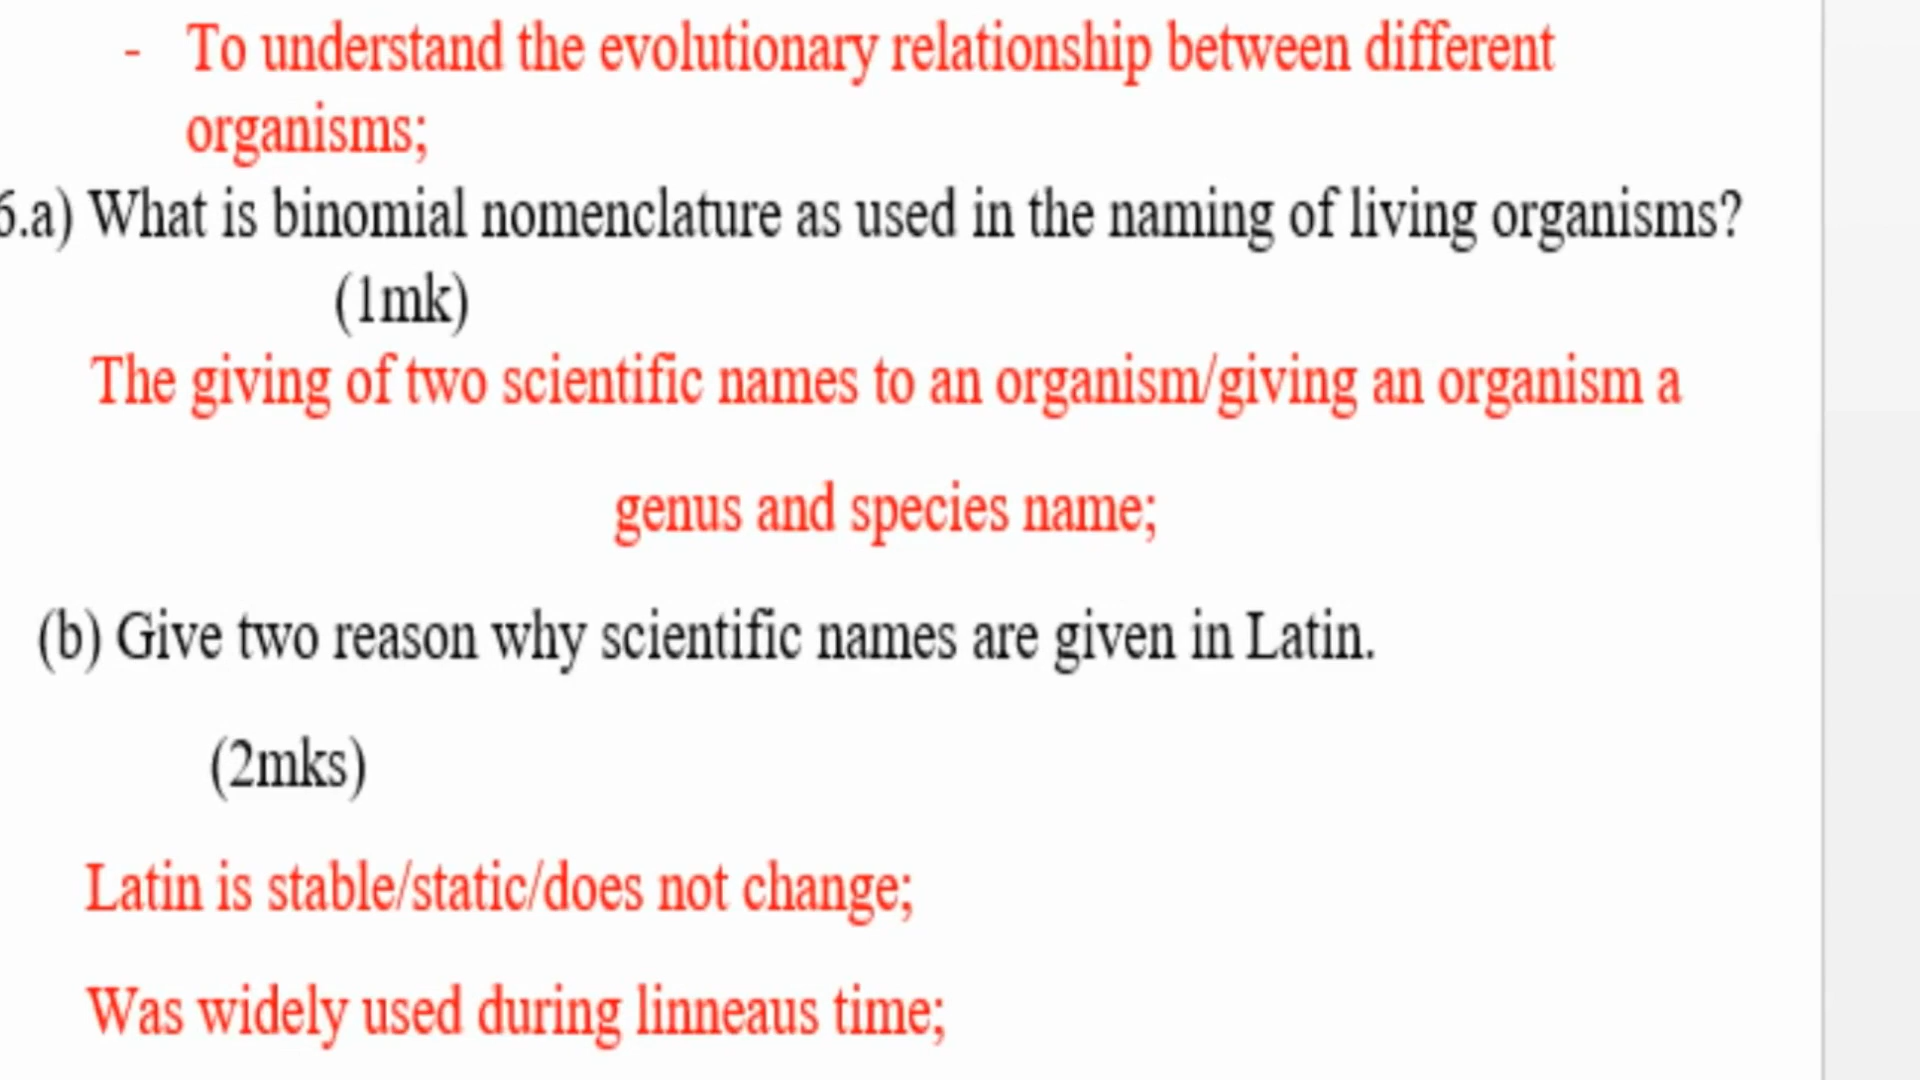 - To understand the evolutionary relationship between different
organisms;
6.a) What is binomial nomenclature as used in the naming of living organisms?
(1mk)
The giving of two scientific names to an organism/giving an organism a
genus and species name;
(b) Give two reason why scientific names are given in Latin.
(2mks)
Latin is stable/static/does not change;
Was widely used during linneaus time;